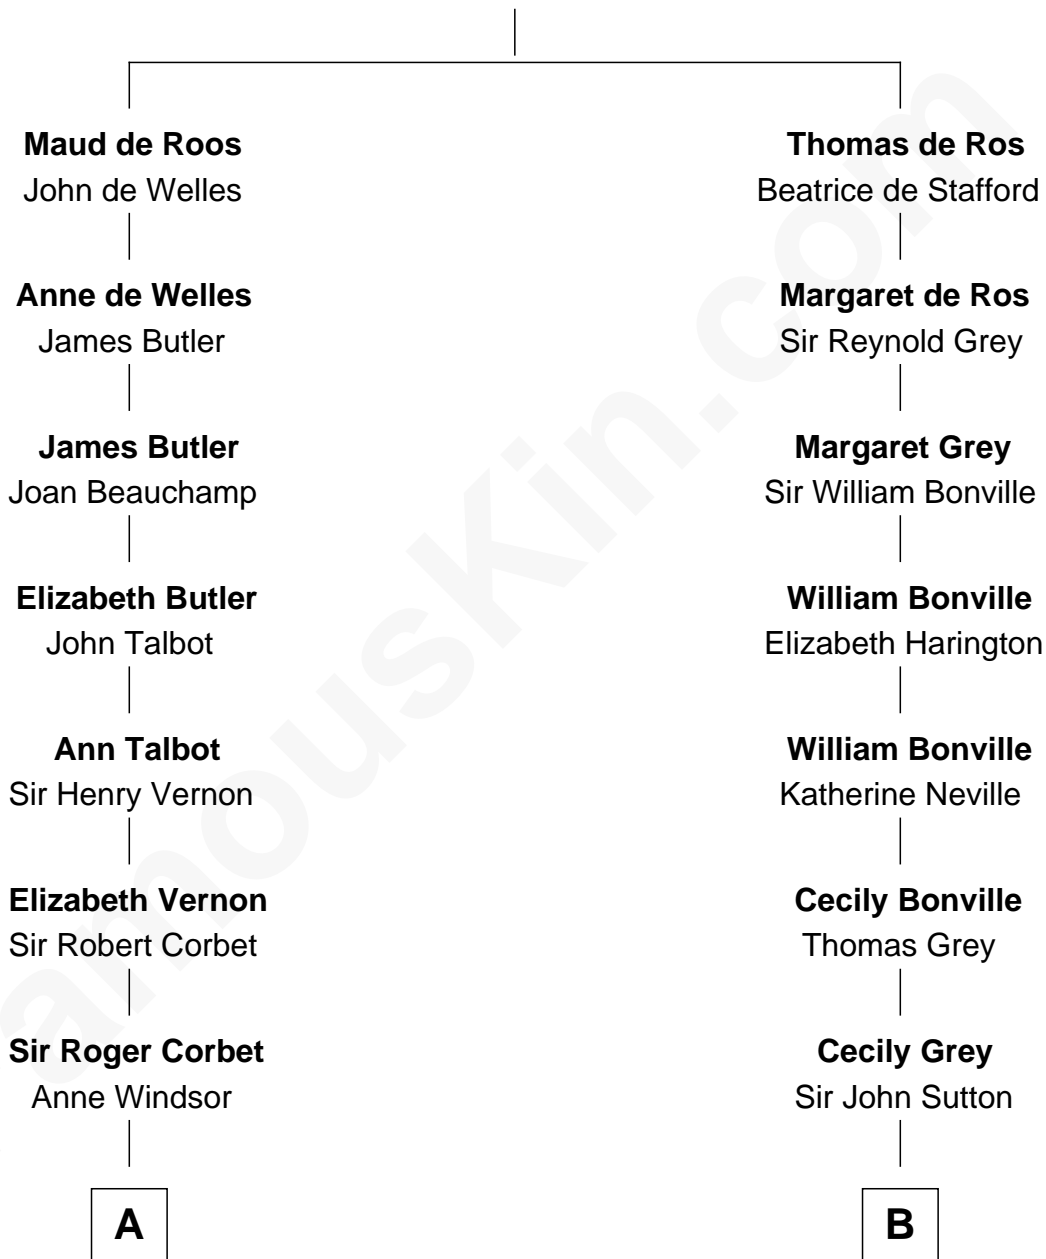 Maud de Roos
John de Welles
Thomas de Ros
Beatrice de Stafford
Anne de Welles
James Butler
Margaret de Ros
Sir Reynold Grey
James Butler
Joan Beauchamp
Margaret Grey
Sir William Bonville
Elizabeth Butler
John Talbot
William Bonville
Elizabeth Harington
Ann Talbot
Sir Henry Vernon
William Bonville
Katherine Neville
Elizabeth Vernon
Sir Robert Corbet
Cecily Bonville
Thomas Grey
Sir Roger Corbet
Anne Windsor
Cecily Grey
Sir John Sutton
A
B
amousKin.com